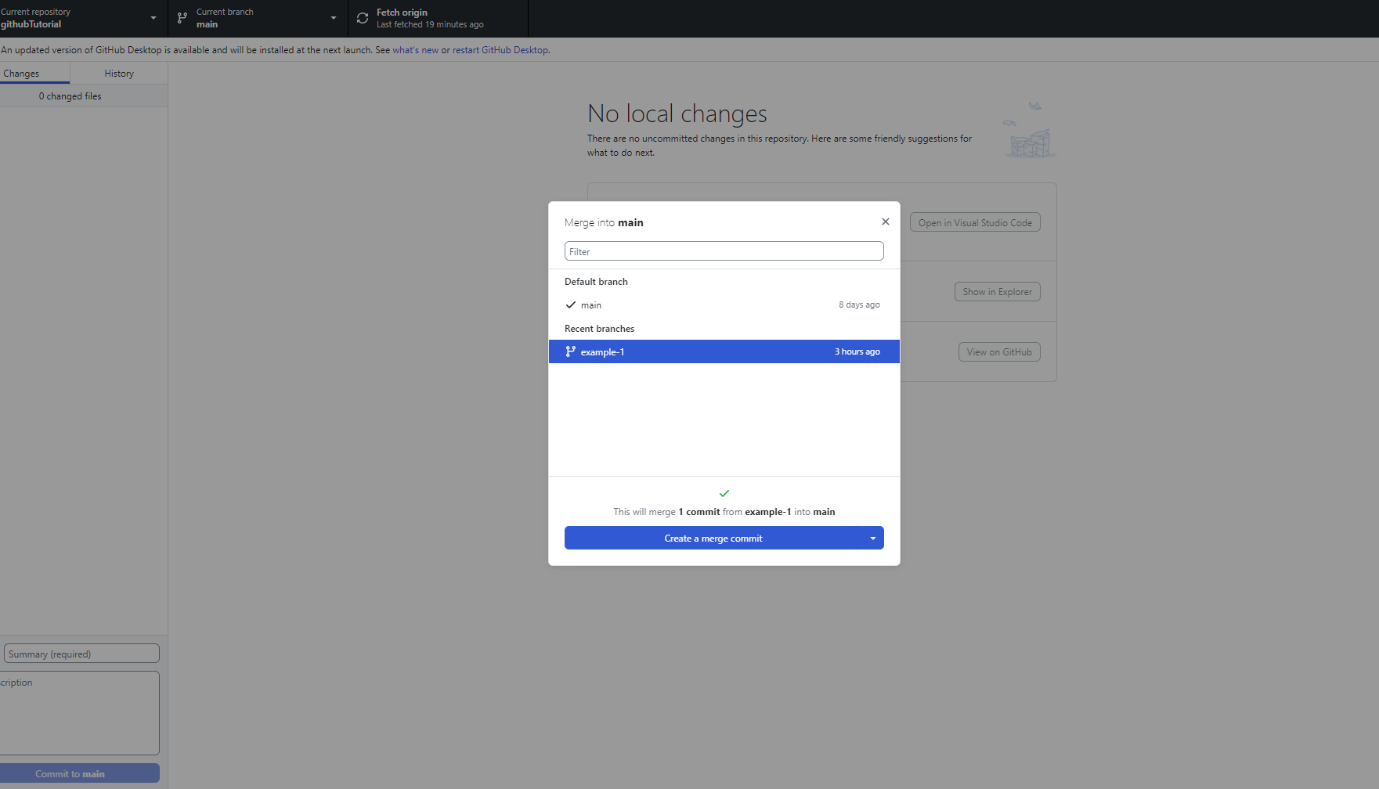 Current repository
githubTutorial
Current branch
main
Fetch origin
Last fetched 19 minutes ago
An updated version of GitHub Desktop is available and will be installed at the next launch. See what's new or restart GitHub Desktop.
Changes
History
0 changed files
No local changes
There are no uncommitted changes in this repository. Here are some friendly suggestions for
what to do next.
Open in Visual Studio Code
Show in Explorer
View on GitHub
Merge into main
Filter
Default branch
main 8 days ago
Recent branches
example-1 3 hours ago
This will merge 1 commit from example-1 into main
Create a merge commit
Summary (required)
cription
Commit to main